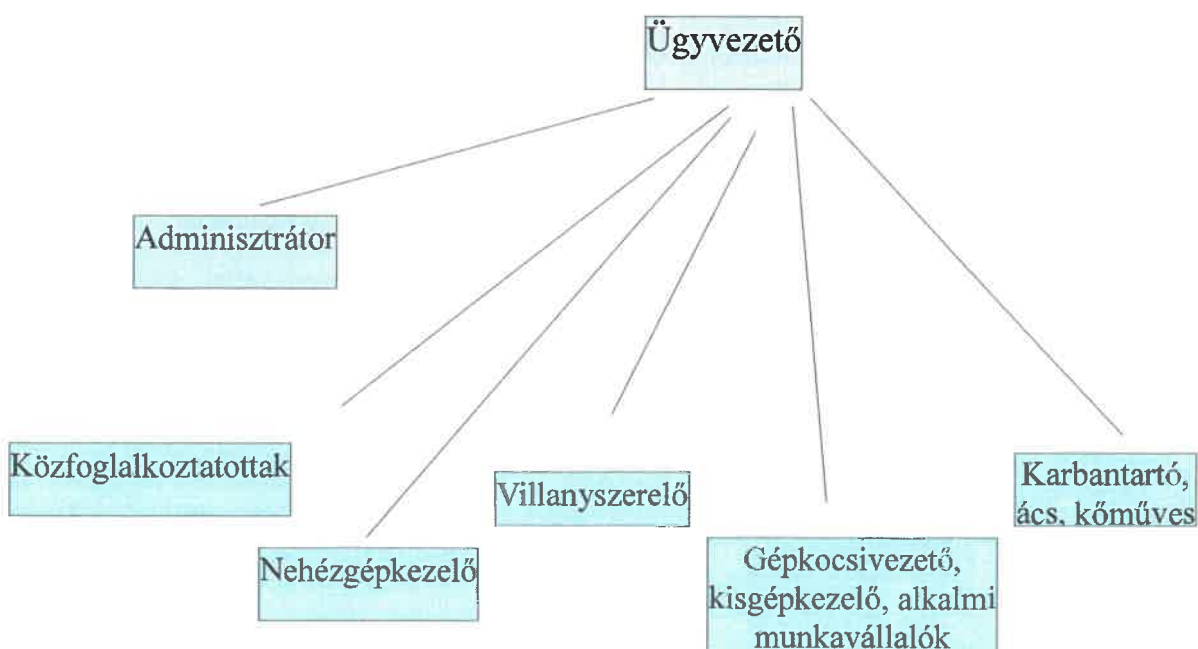 Ügyvezető
Adminisztrátor
Közfoglalkoztatottak
Nehézgépkezelő
Villanyszerelő
Gépkocsivezető,
kisgépkezelő, alkalmi
munkavállalók
Karbantartó,
ács, kőműves